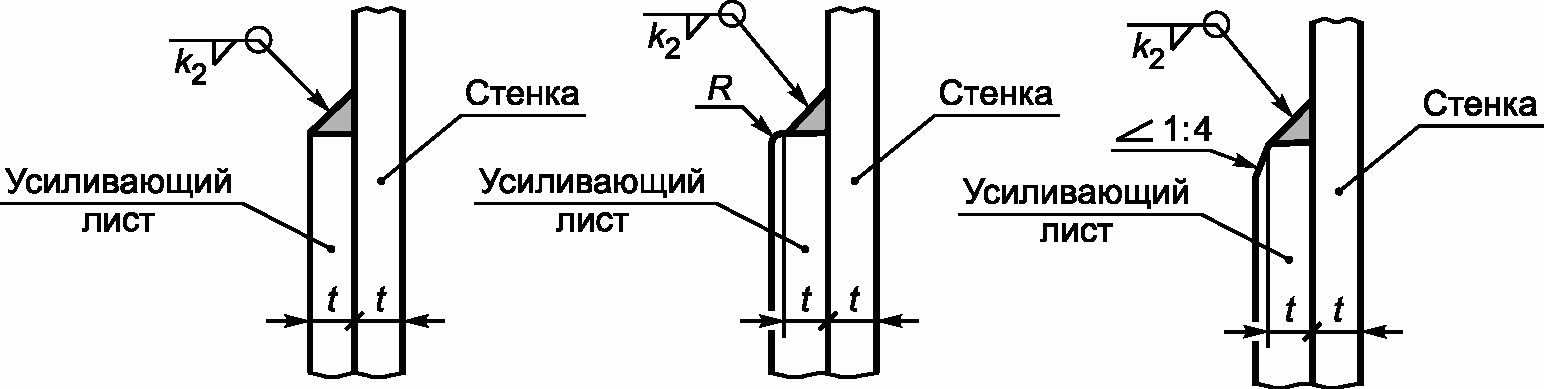 k2
Стенка
Усиливающий
лист
t t
k2
R
Стенка
Усиливающий
лист
t t
k2
Стенка
∠ 1:4
Усиливающий
лист
t t